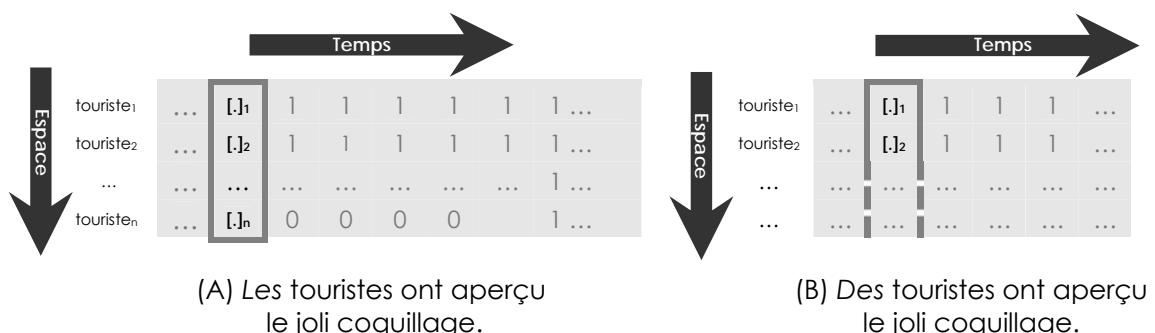 Temps
Espace
touriste₁ ... [.]₁ 1 1 1 1 1 1 ...
touriste₂ ... [.]₂ 1 1 1 1 1 1 ...
... ... ... ... ... ... ... ... 1 ...
touristeₙ ... [.]ₙ 0 0 0 0 1 ...
(A) Les touristes ont aperçu
le joli coquillage.
Temps
Espace
touriste₁ ... [.]₁ 1 1 1 ...
touriste₂ ... [.]₂ 1 1 1 ...
... ... ... ... ... ... ...
... ... ... ... ... ... ...
(B) Des touristes ont aperçu
le joli coquillage.